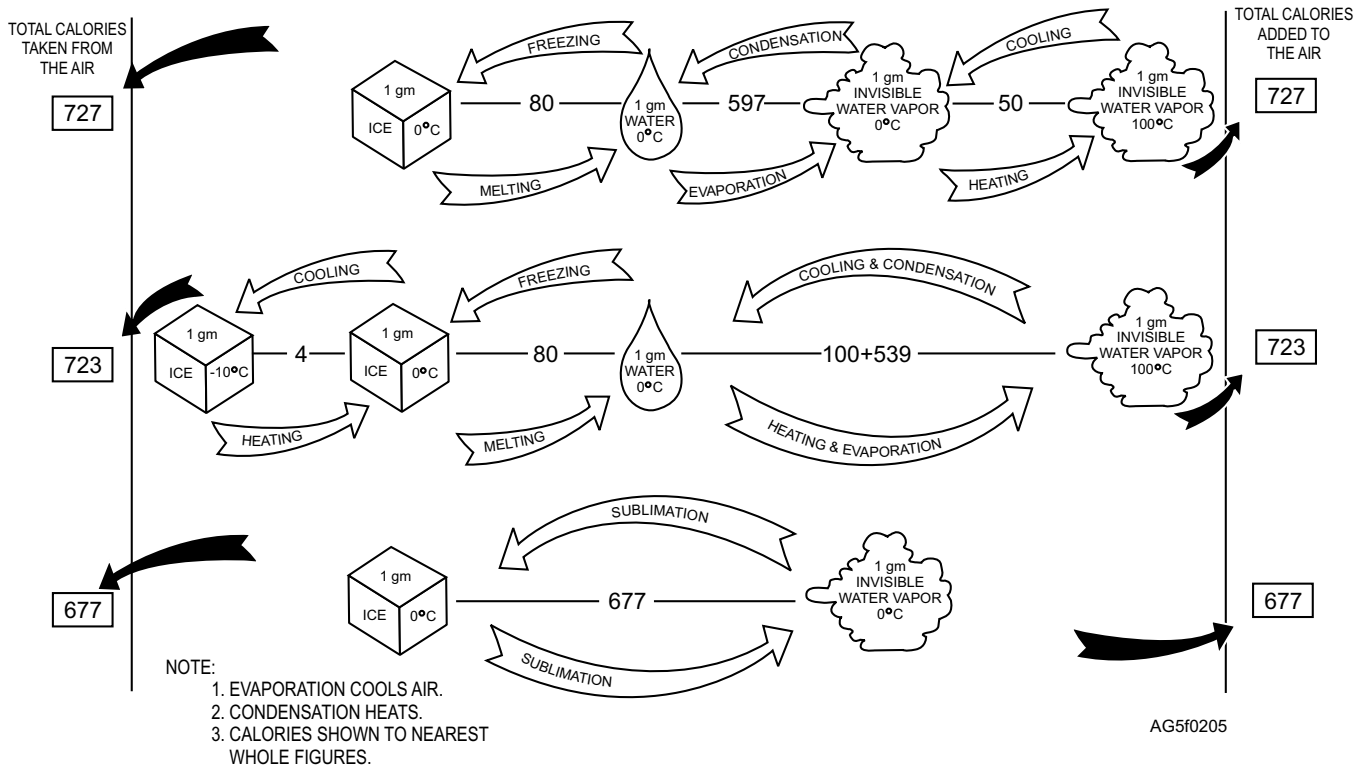 TOTAL CALORIES
TAKEN FROM
THE AIR
TOTAL CALORIES
ADDED TO
THE AIR
FREEZING
CONDENSATION
COOLING
727
1 gm
ICE
0°C
80
1 gm
WATER
0°C
597
1 gm
INVISIBLE
WATER VAPOR
0°C
50
1 gm
INVISIBLE
WATER VAPOR
100°C
727
MELTING
EVAPORATION
HEATING
COOLING
FREEZING
COOLING & CONDENSATION
723
1 gm
ICE
-10°C
4
1 gm
ICE
0°C
80
1 gm
WATER
0°C
100+539
1 gm
INVISIBLE
WATER VAPOR
100°C
723
HEATING
MELTING
HEATING & EVAPORATION
SUBLIMATION
677
1 gm
ICE
0°C
677
1 gm
INVISIBLE
WATER VAPOR
0°C
677
SUBLIMATION
NOTE:
1. EVAPORATION COOLS AIR.
2. CONDENSATION HEATS.
3. CALORIES SHOWN TO NEAREST
WHOLE FIGURES.
AG5f0205